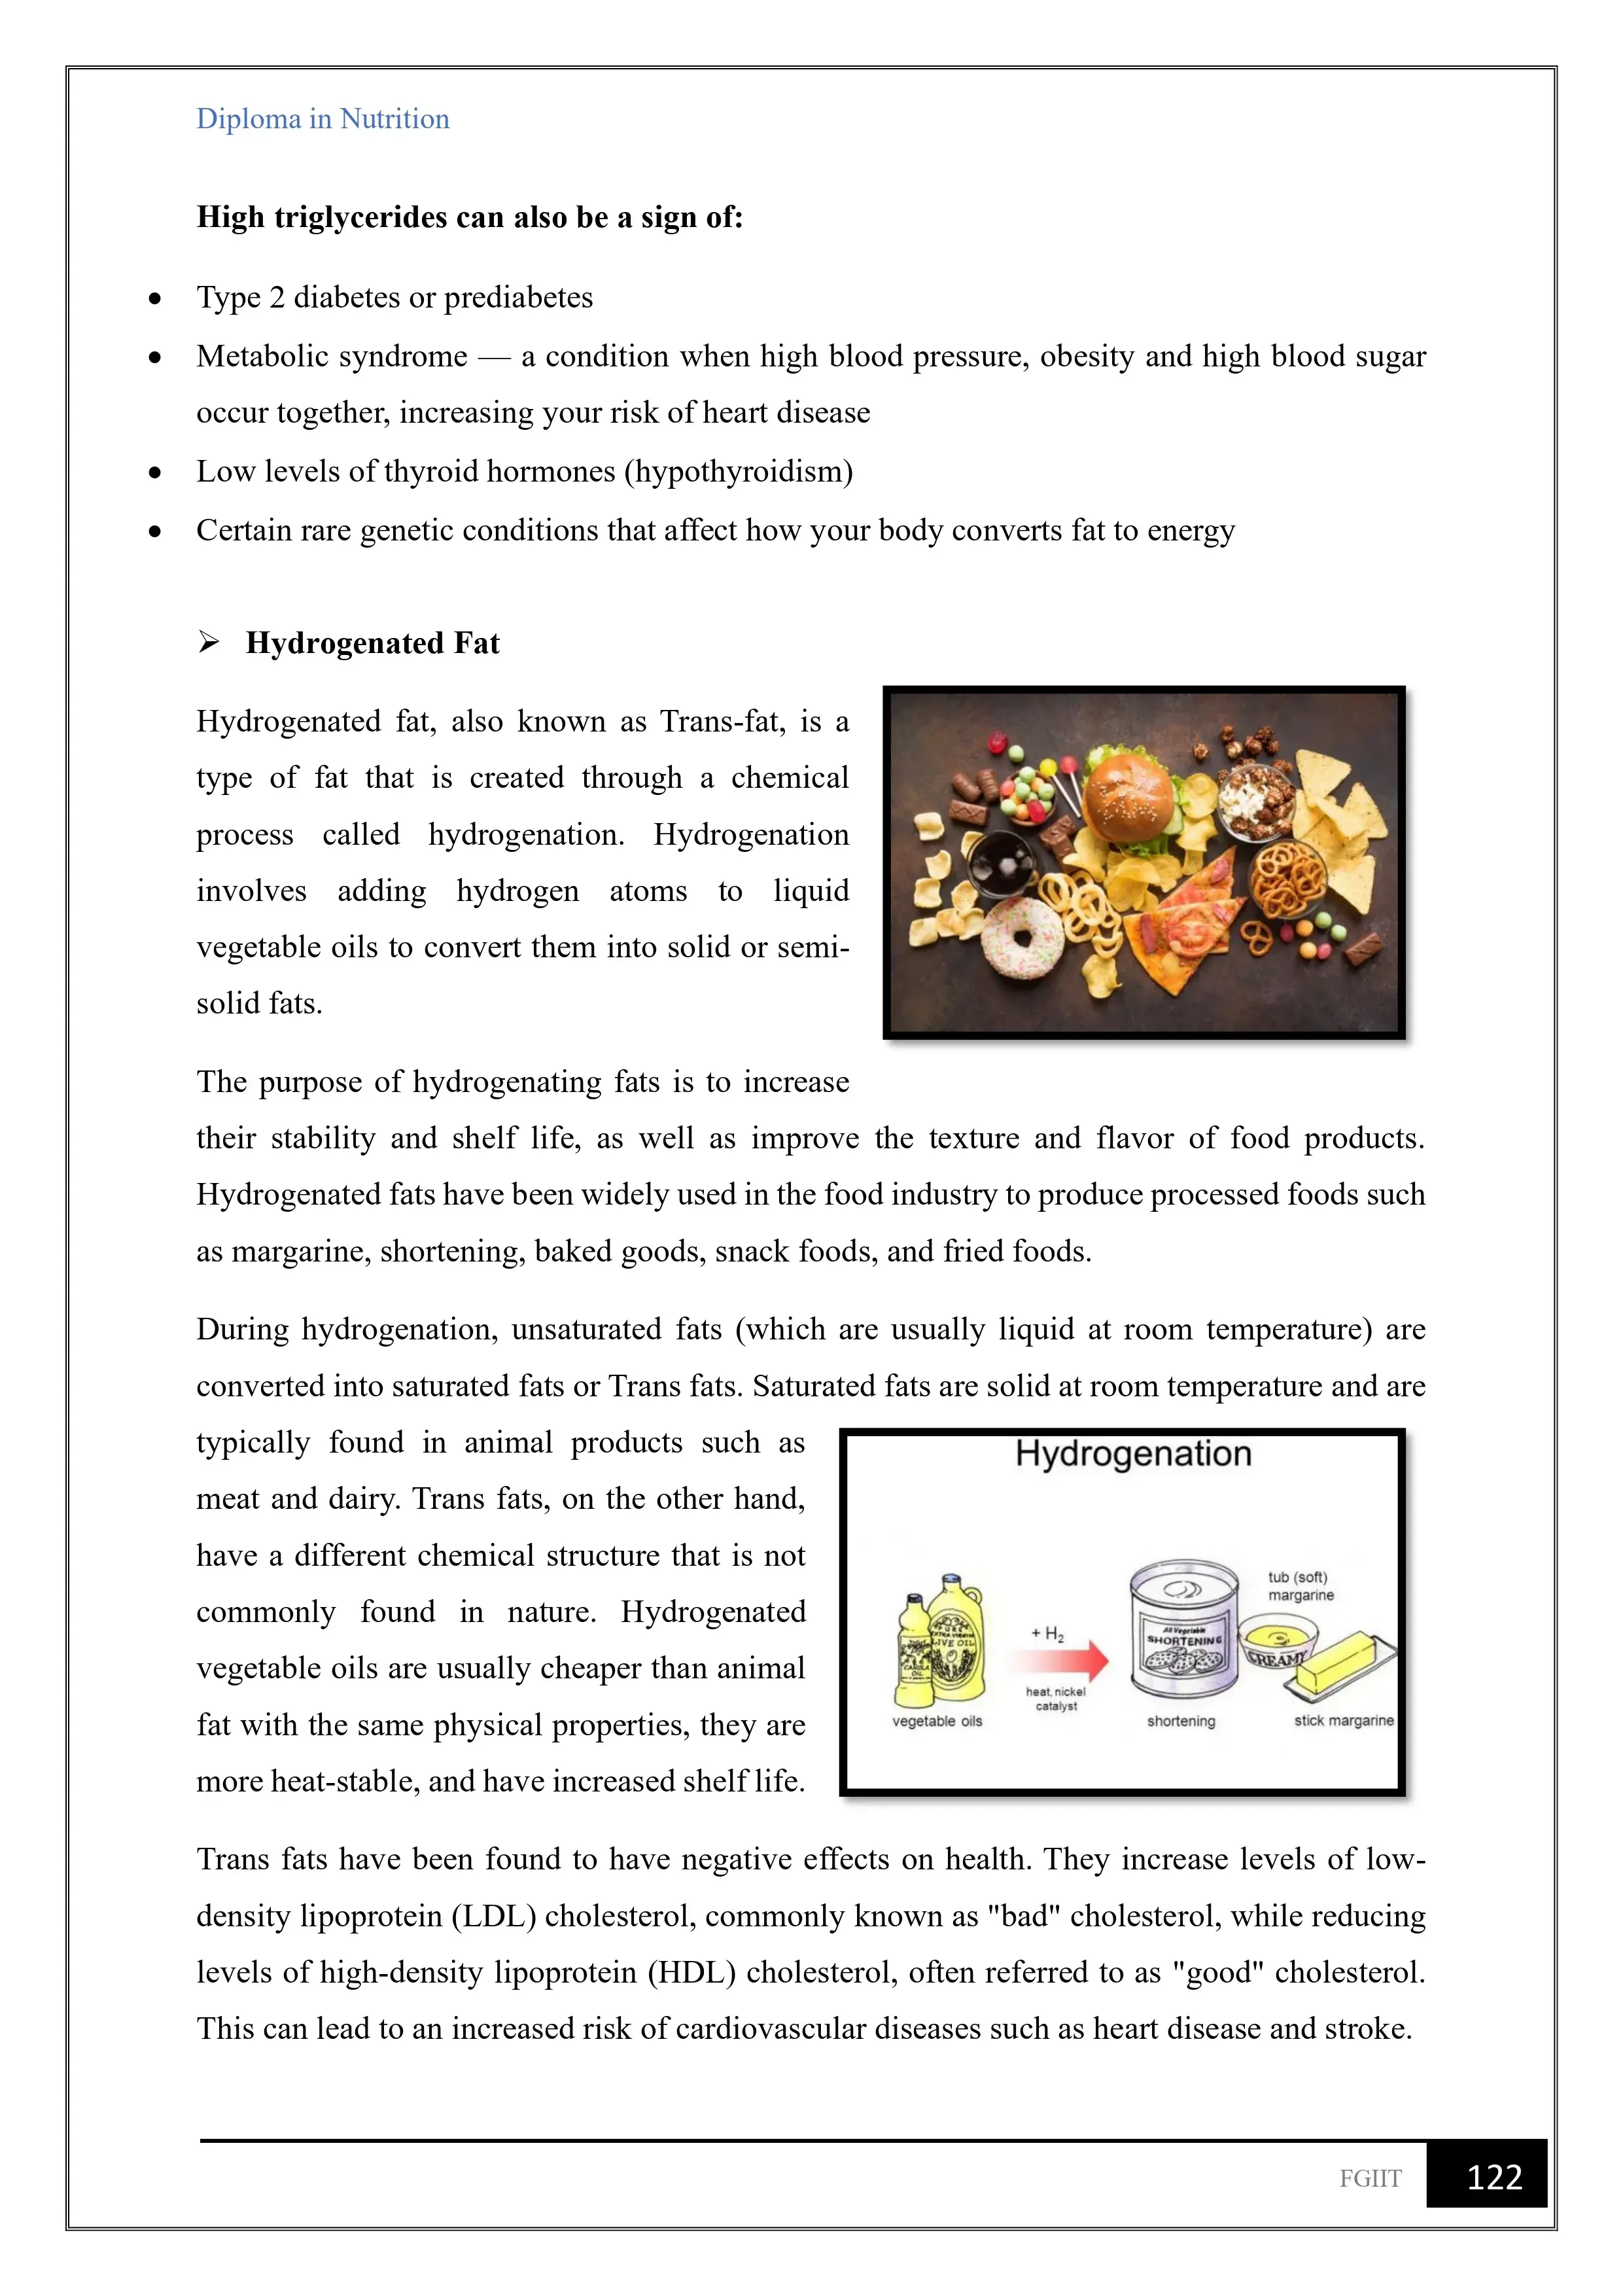 Diploma in Nutrition
High triglycerides can also be a sign of:
• Type 2 diabetes or prediabetes
• Metabolic syndrome — a condition when high blood pressure, obesity and high blood sugar
occur together, increasing your risk of heart disease
• Low levels of thyroid hormones (hypothyroidism)
• Certain rare genetic conditions that affect how your body converts fat to energy
➢ Hydrogenated Fat
Hydrogenated fat, also known as Trans-fat, is a
type of fat that is created through a chemical
process called hydrogenation. Hydrogenation
involves adding hydrogen atoms to liquid
vegetable oils to convert them into solid or semi-
solid fats.
The purpose of hydrogenating fats is to increase
their stability and shelf life, as well as improve the texture and flavor of food products.
Hydrogenated fats have been widely used in the food industry to produce processed foods such
as margarine, shortening, baked goods, snack foods, and fried foods.
During hydrogenation, unsaturated fats (which are usually liquid at room temperature) are
converted into saturated fats or Trans fats. Saturated fats are solid at room temperature and are
typically found in animal products such as
meat and dairy. Trans fats, on the other hand,
have a different chemical structure that is not
commonly found in nature. Hydrogenated
vegetable oils are usually cheaper than animal
fat with the same physical properties, they are
more heat-stable, and have increased shelf life.
Hydrogenation
PURE
EXTRA VIRGIN
LIVE OIL
CANOLA
OIL
vegetable oils
+ H₂
heat, nickel
catalyst
All Vegetable
SHORTENING
shortening
tub (soft)
margarine
CREAMY
stick margarine
Trans fats have been found to have negative effects on health. They increase levels of low-
density lipoprotein (LDL) cholesterol, commonly known as "bad" cholesterol, while reducing
levels of high-density lipoprotein (HDL) cholesterol, often referred to as "good" cholesterol.
This can lead to an increased risk of cardiovascular diseases such as heart disease and stroke.
FGIIT
122